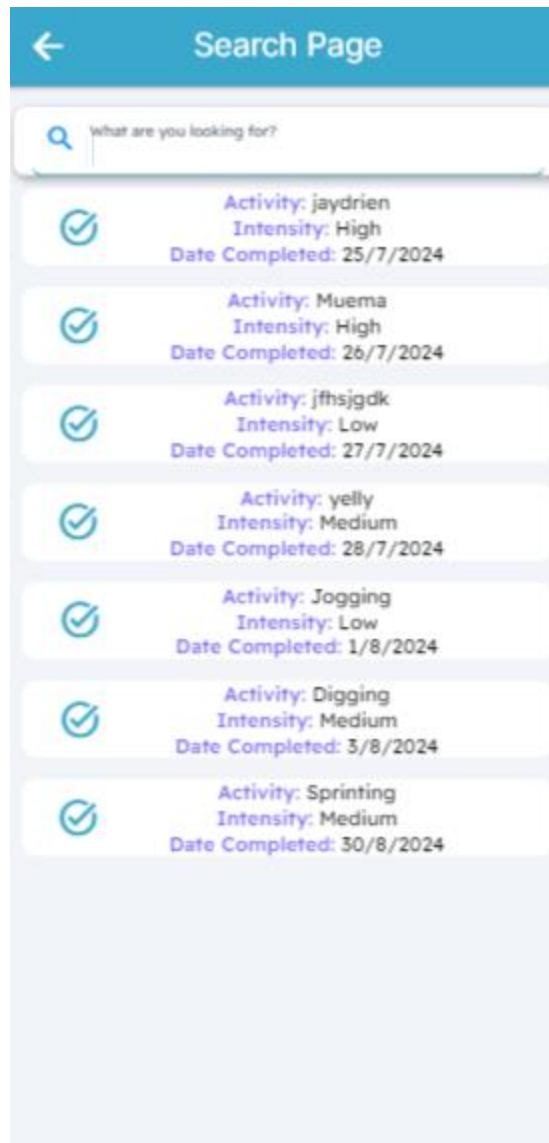 Search Page
What are you looking for?
Activity: jaydrien
Intensity: High
Date Completed: 25/7/2024
Activity: Muema
Intensity: High
Date Completed: 26/7/2024
Activity: jfhsjgdk
Intensity: Low
Date Completed: 27/7/2024
Activity: yelly
Intensity: Medium
Date Completed: 28/7/2024
Activity: Jogging
Intensity: Low
Date Completed: 1/8/2024
Activity: Digging
Intensity: Medium
Date Completed: 3/8/2024
Activity: Sprinting
Intensity: Medium
Date Completed: 30/8/2024